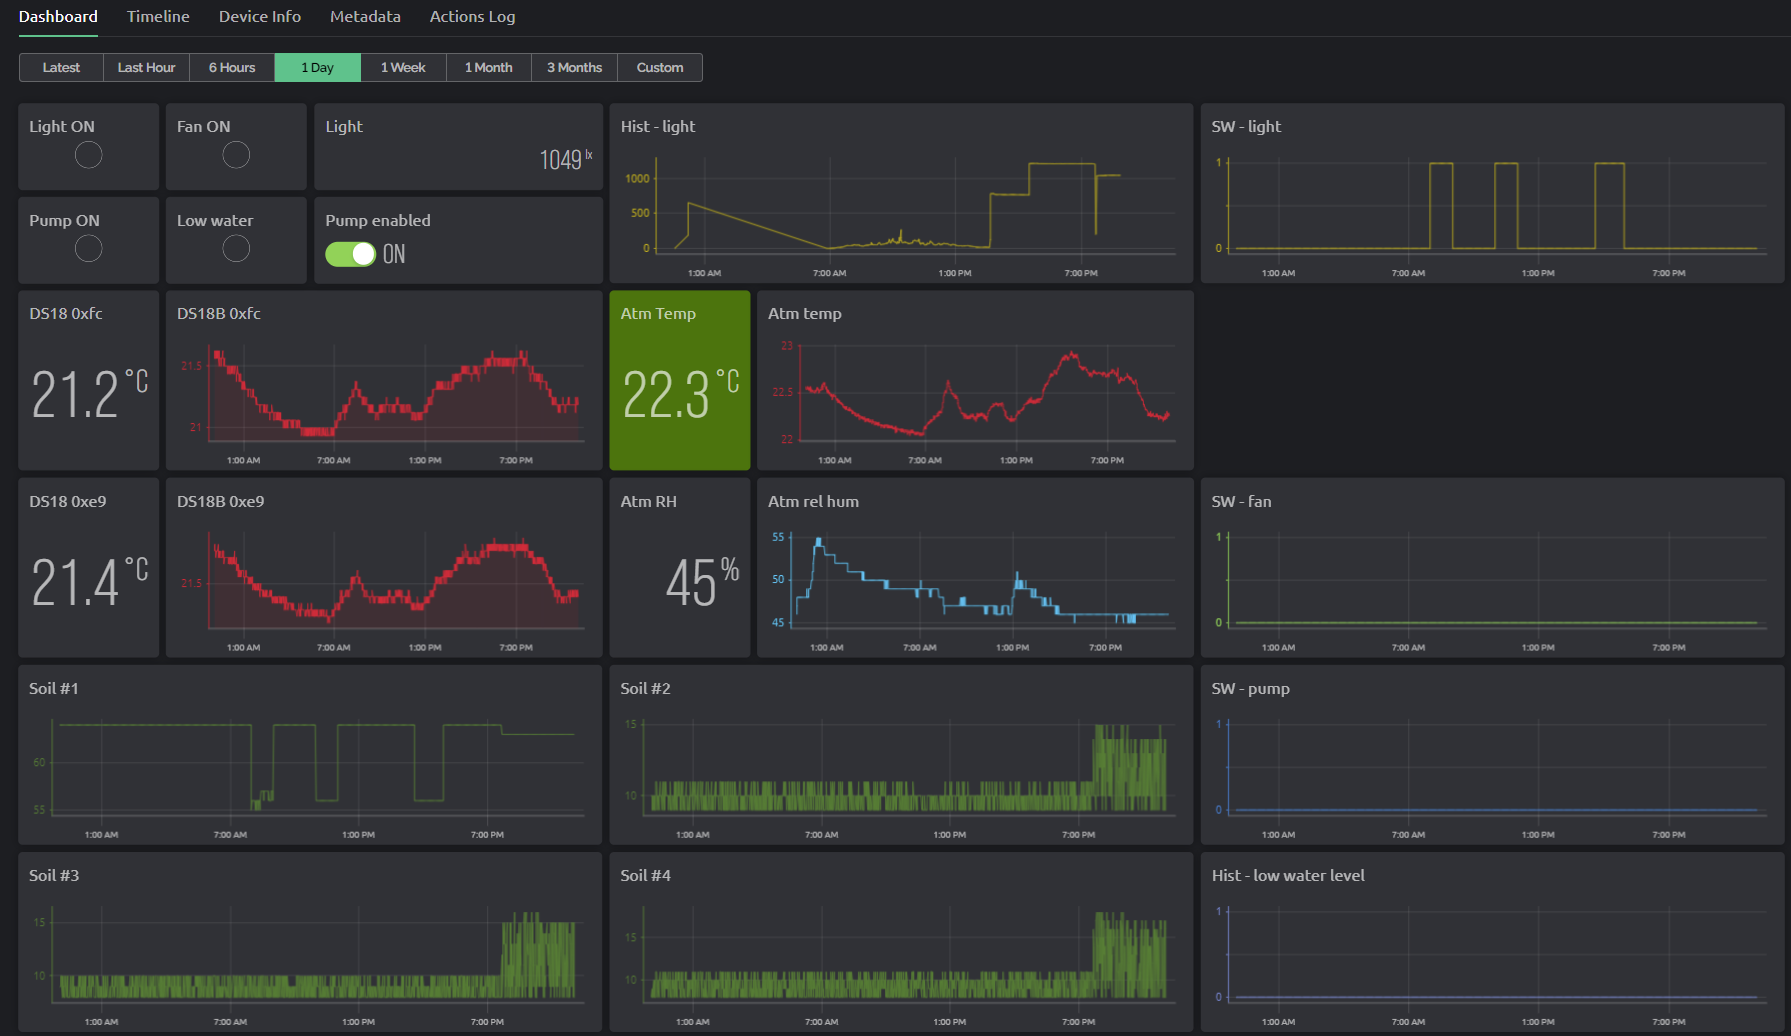 Dashboard Timeline Device Info Metadata Actions Log
Latest Last Hour 6 Hours 1 Day 1 Week 1 Month 3 Months Custom
Light ON
Fan ON
Light
1049 lx
Hist - light
1000
500
0
1:00 AM 7:00 AM 1:00 PM 7:00 PM
SW - light
1
0
1:00 AM 7:00 AM 1:00 PM 7:00 PM
Pump ON
Low water
Pump enabled
ON
DS18 0xfc
21.2 °C
DS18B 0xfc
21.5
21
1:00 AM 7:00 AM 1:00 PM 7:00 PM
Atm Temp
22.3 °C
Atm temp
23
22.5
22
1:00 AM 7:00 AM 1:00 PM 7:00 PM
DS18 0xe9
21.4 °C
DS18B 0xe9
21.5
1:00 AM 7:00 AM 1:00 PM 7:00 PM
Atm RH
45 %
Atm rel hum
55
50
45
1:00 AM 7:00 AM 1:00 PM 7:00 PM
SW - fan
1
0
1:00 AM 7:00 AM 1:00 PM 7:00 PM
Soil #1
60
55
1:00 AM 7:00 AM 1:00 PM 7:00 PM
Soil #2
15
10
1:00 AM 7:00 AM 1:00 PM 7:00 PM
SW - pump
1
0
1:00 AM 7:00 AM 1:00 PM 7:00 PM
Soil #3
15
10
1:00 AM 7:00 AM 1:00 PM 7:00 PM
Soil #4
15
10
1:00 AM 7:00 AM 1:00 PM 7:00 PM
Hist - low water level
1
0
1:00 AM 7:00 AM 1:00 PM 7:00 PM